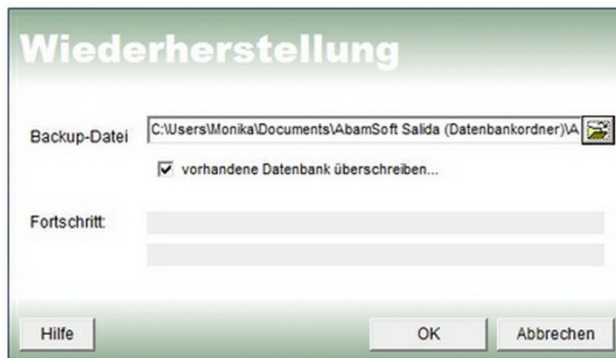 Wiederherstellung
Backup-Datei C:\Users\Monika\Documents\AbamSoft Salida (Datenbankordner)\A
vorhandene Datenbank überschreiben...
Fortschritt:
Hilfe OK Abbrechen